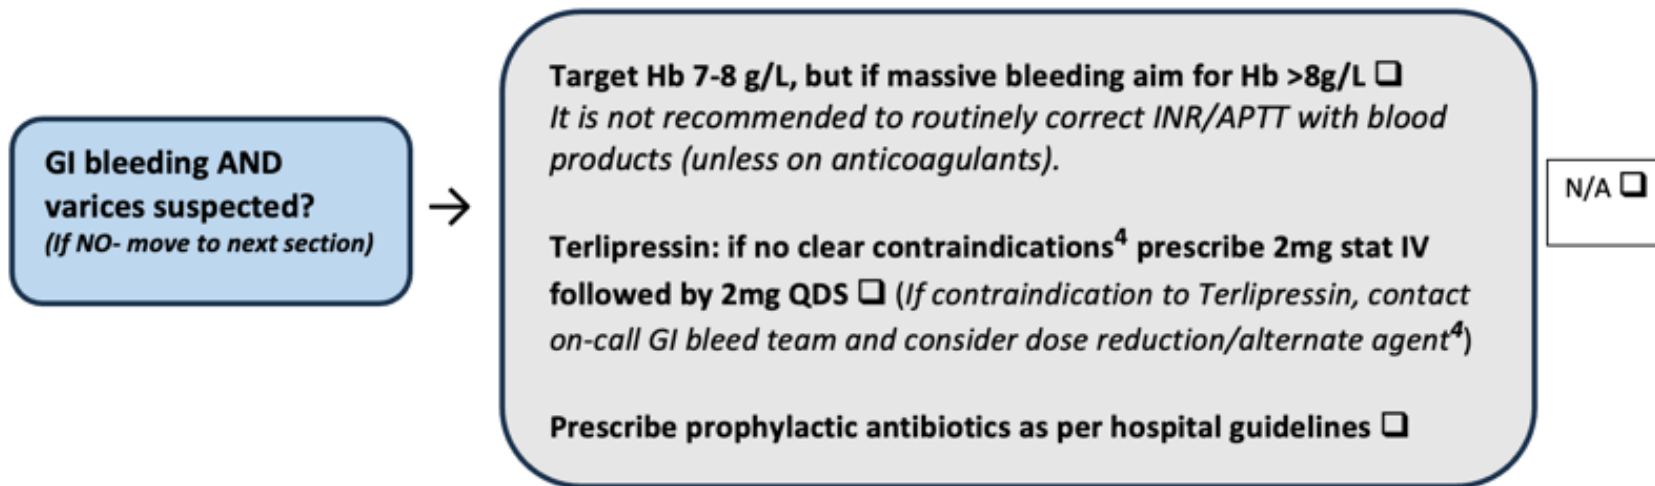 GI bleeding AND
varices suspected?
(If NO- move to next section)
→
Target Hb 7-8 g/L, but if massive bleeding aim for Hb >8g/L ❑
It is not recommended to routinely correct INR/APTT with blood
products (unless on anticoagulants).
Terlipressin: if no clear contraindications⁴ prescribe 2mg stat IV
followed by 2mg QDS ❑ (If contraindication to Terlipressin, contact
on-call GI bleed team and consider dose reduction/alternate agent⁴)
Prescribe prophylactic antibiotics as per hospital guidelines ❑
N/A ❑